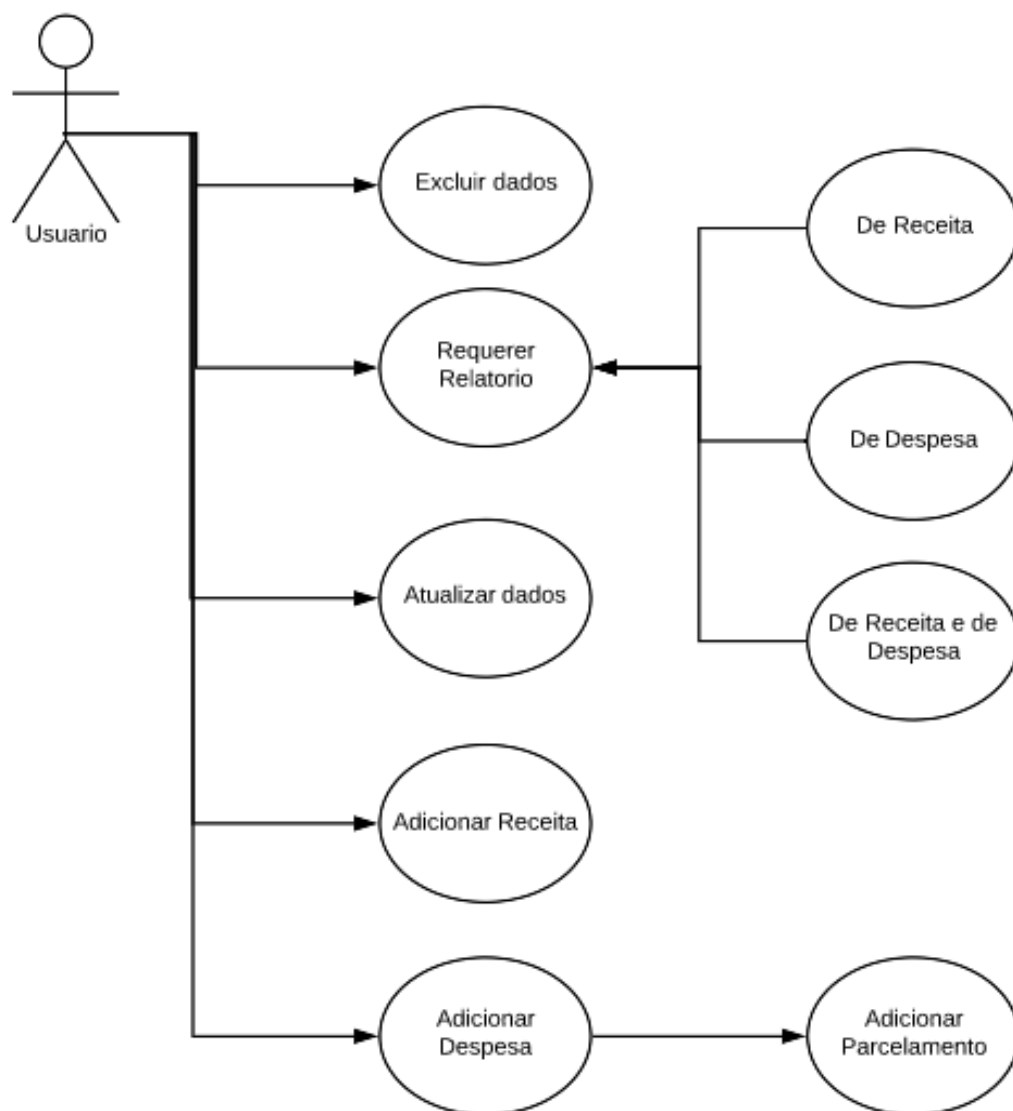 Usuario
Excluir dados
De Receita
Requerer
Relatorio
De Despesa
Atualizar dados
De Receita e de
Despesa
Adicionar Receita
Adicionar
Despesa
Adicionar
Parcelamento